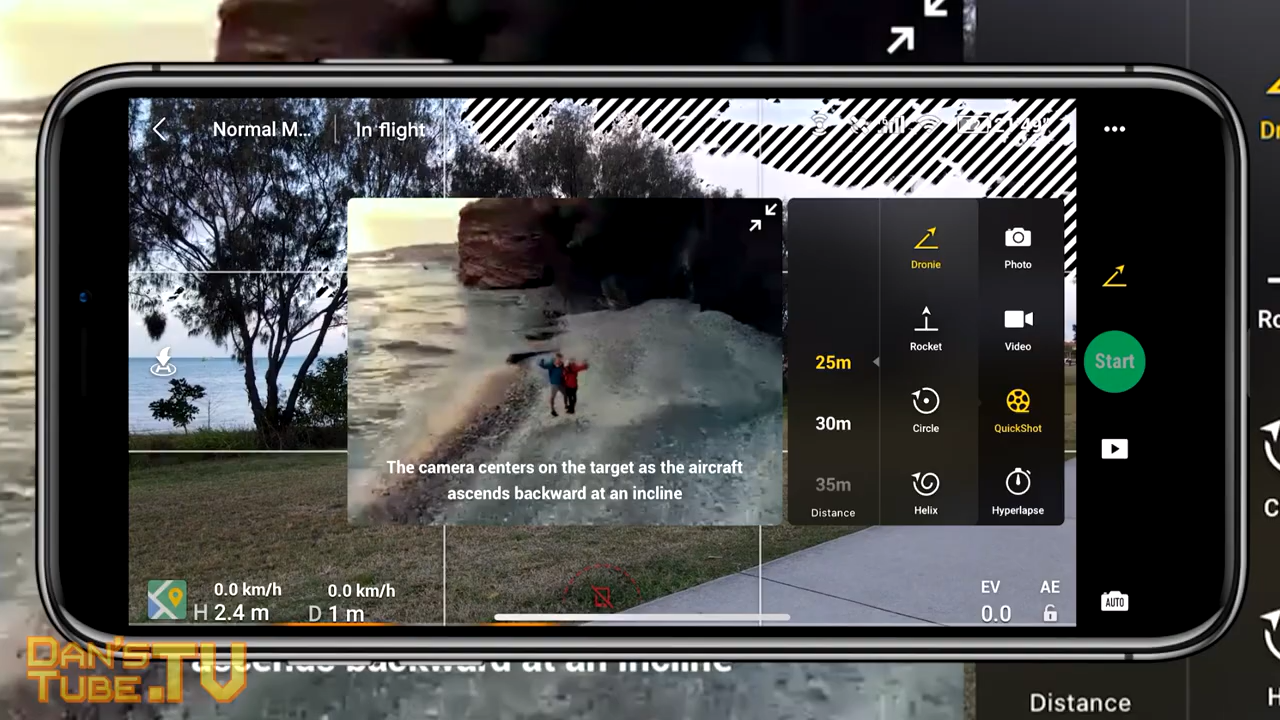 Normal M...
In flight
Dronie
Photo
Rocket
Video
25m
Start
Circle
QuickShot
30m
The camera centers on the target as the aircraft
ascends backward at an incline
35m
Distance
Helix
Hyperlapse
0.0 km/h
0.0 km/h
H 2.4 m
D 1 m
EV
AE
0.0
AUTO
DAN'S
TUBE.TV
ascends backward at an incline
Distance